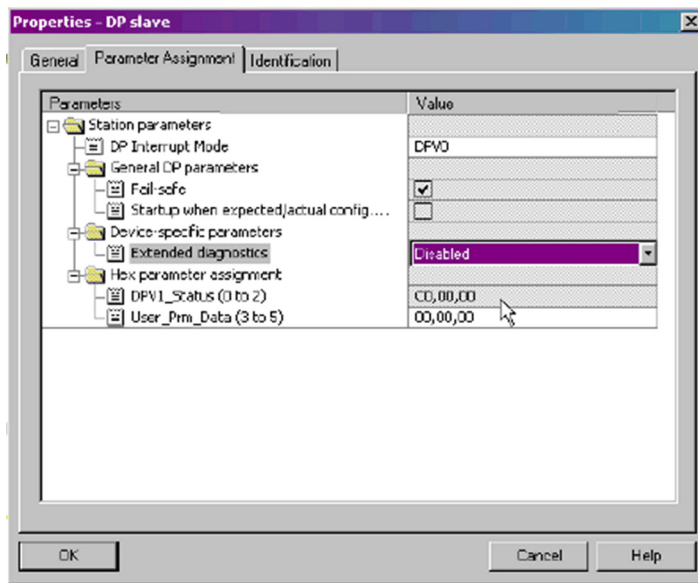 Properties - DP slave
General Parameter Assignment Identification
Parameters Value
Station parameters
DP Interrupt Mode DPV0
General DP parameters
Fail-safe
Startup when expected/actual config....
Device-specific parameters
Extended diagnostics Disabled
Hex parameter assignment
DPV1_Status (0 to 2) C0,00,00
User_Prm_Data (3 to 5) 00,00,00
OK Cancel Help